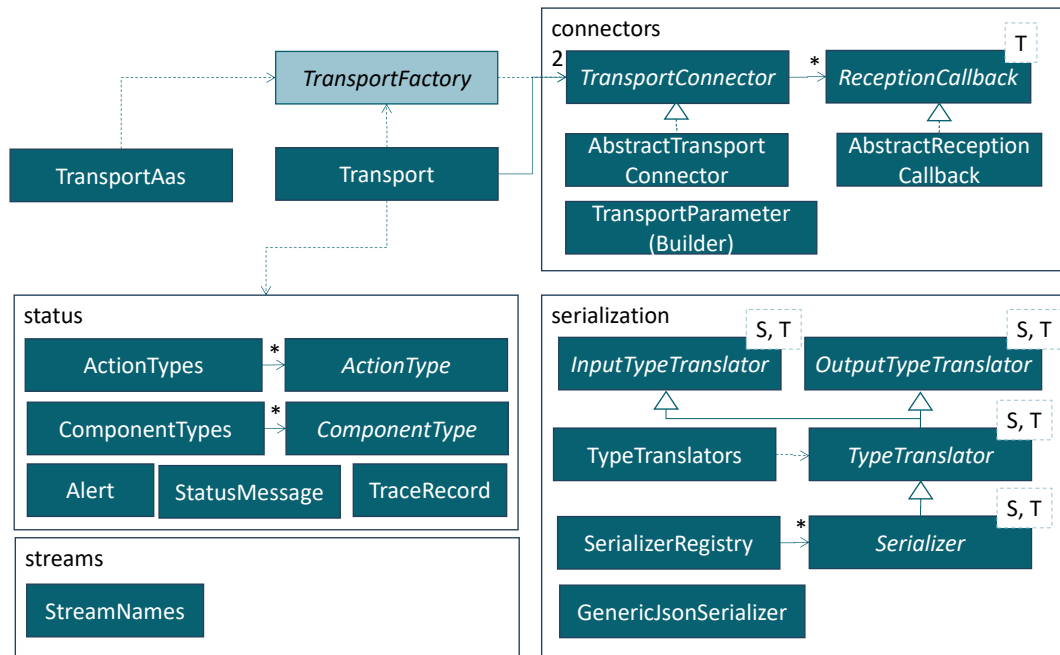 connectors
T
2
TransportFactory
TransportConnector
*
ReceptionCallback
TransportAas
Transport
AbstractTransport
Connector
AbstractReception
Callback
TransportParameter
(Builder)
status
ActionTypes
*
ActionType
ComponentTypes
*
ComponentType
Alert
StatusMessage
TraceRecord
streams
StreamNames
serialization
S, T
S, T
InputTypeTranslator
OutputTypeTranslator
S, T
TypeTranslators
TypeTranslator
S, T
SerializerRegistry
*
Serializer
GenericJsonSerializer